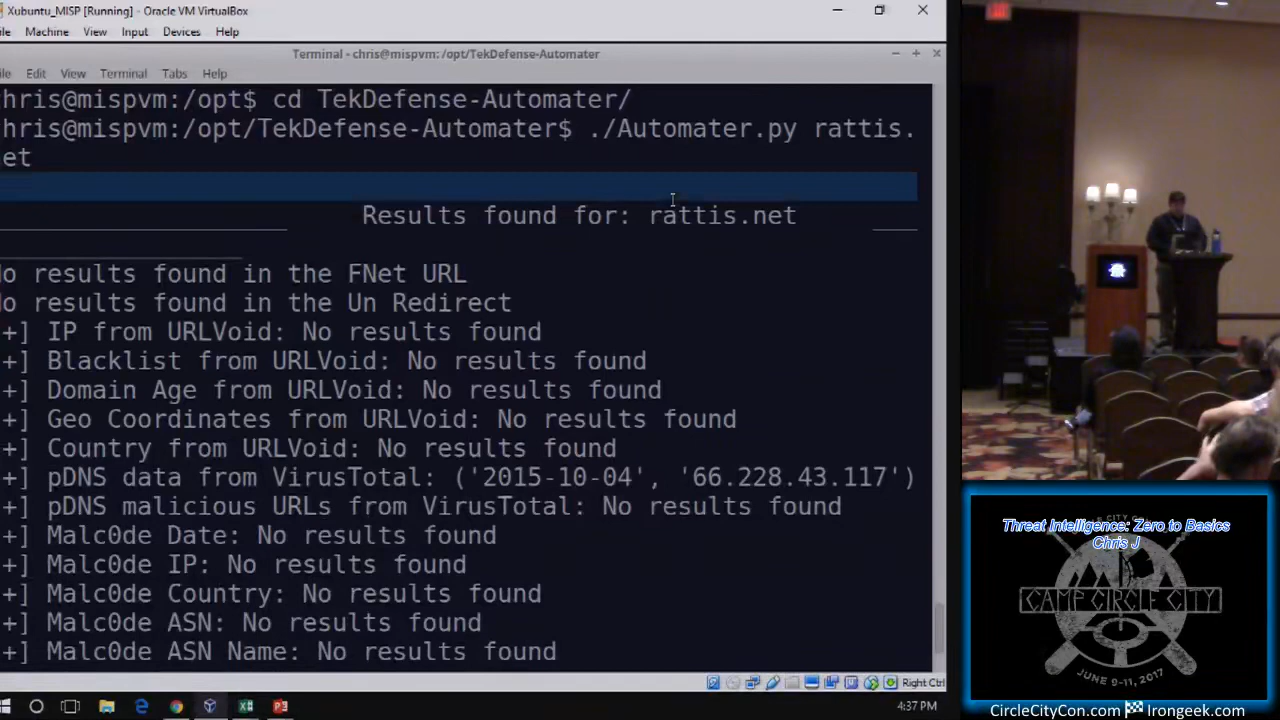 Xubuntu_MISP [Running] - Oracle VM VirtualBox
Machine View Input Devices Help
Terminal - chris@mispvm: /opt/TekDefense-Automater
Edit View Terminal Tabs Help
hris@mispvm:/opt$ cd TekDefense-Automater/
hris@mispvm:/opt/TekDefense-Automater$ ./Automater.py rattis.
et
Results found for: rattis.net
o results found in the FNet URL
o results found in the Un Redirect
+] IP from URLVoid: No results found
+] Blacklist from URLVoid: No results found
+] Domain Age from URLVoid: No results found
+] Geo Coordinates from URLVoid: No results found
+] Country from URLVoid: No results found
+] pDNS data from VirusTotal: ('2015-10-04', '66.228.43.117')
+] pDNS malicious URLs from VirusTotal: No results found
+] Malc0de Date: No results found
+] Malc0de IP: No results found
+] Malc0de Country: No results found
+] Malc0de ASN: No results found
+] Malc0de ASN Name: No results found
Right Ctrl
4:37 PM
Threat Intelligence: Zero to Basics
Chris J
CAMP CIRCLE CITY
JUNE 9-11, 2017
CircleCityCon.com Irongeek.com